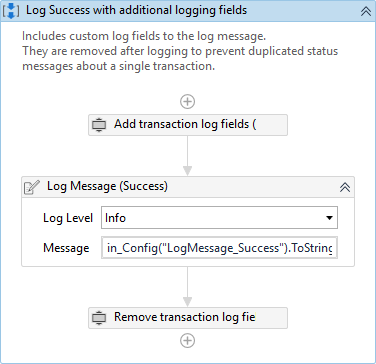 Log Success with additional logging fields
Includes custom log fields to the log message.
They are removed after logging to prevent duplicated status
messages about a single transaction.
Add transaction log fields (
Log Message (Success)
Log Level Info
Message in_Config("LogMessage_Success").ToString
Remove transaction log fie